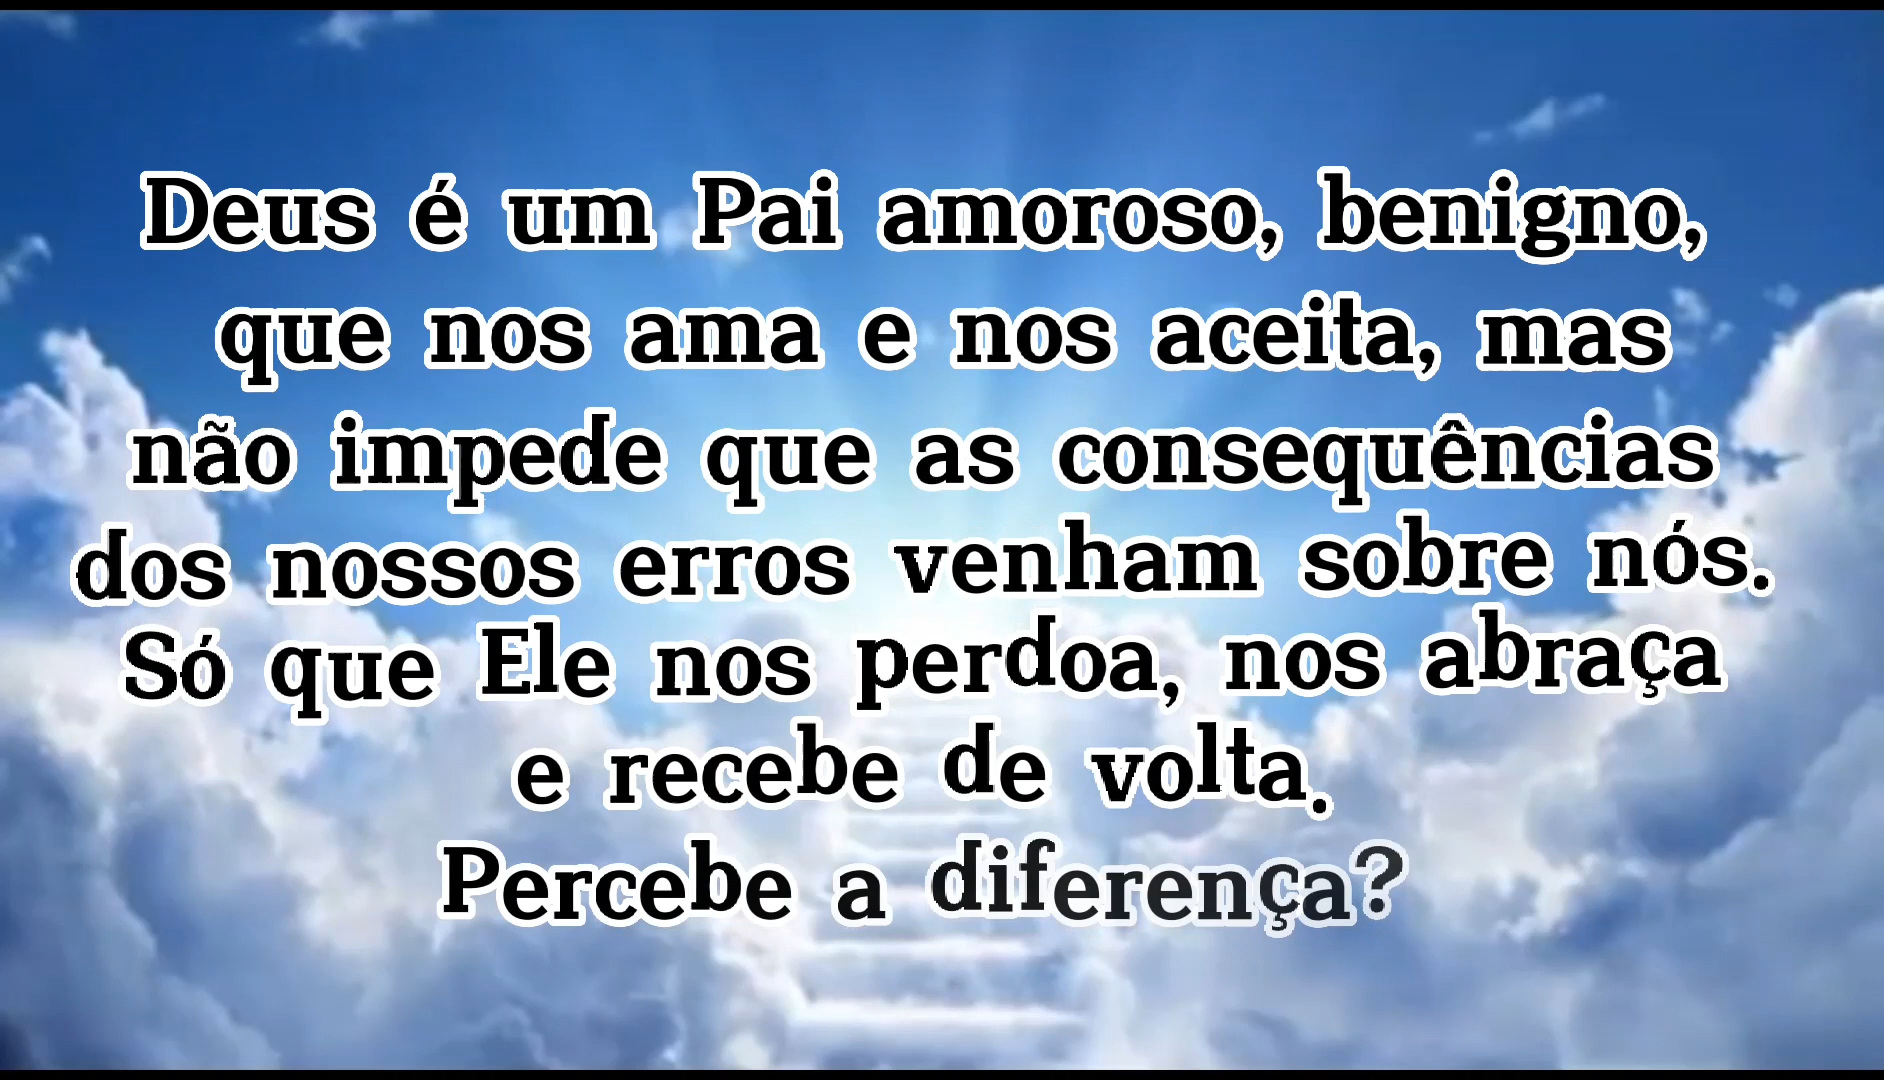 Deus é um Pai amoroso, benigno,
que nos ama e nos aceita, mas
não impede que as consequências
dos nossos erros venham sobre nós.
Só que Ele nos perdoa, nos abraça
e recebe de volta.
Percebe a diferença?